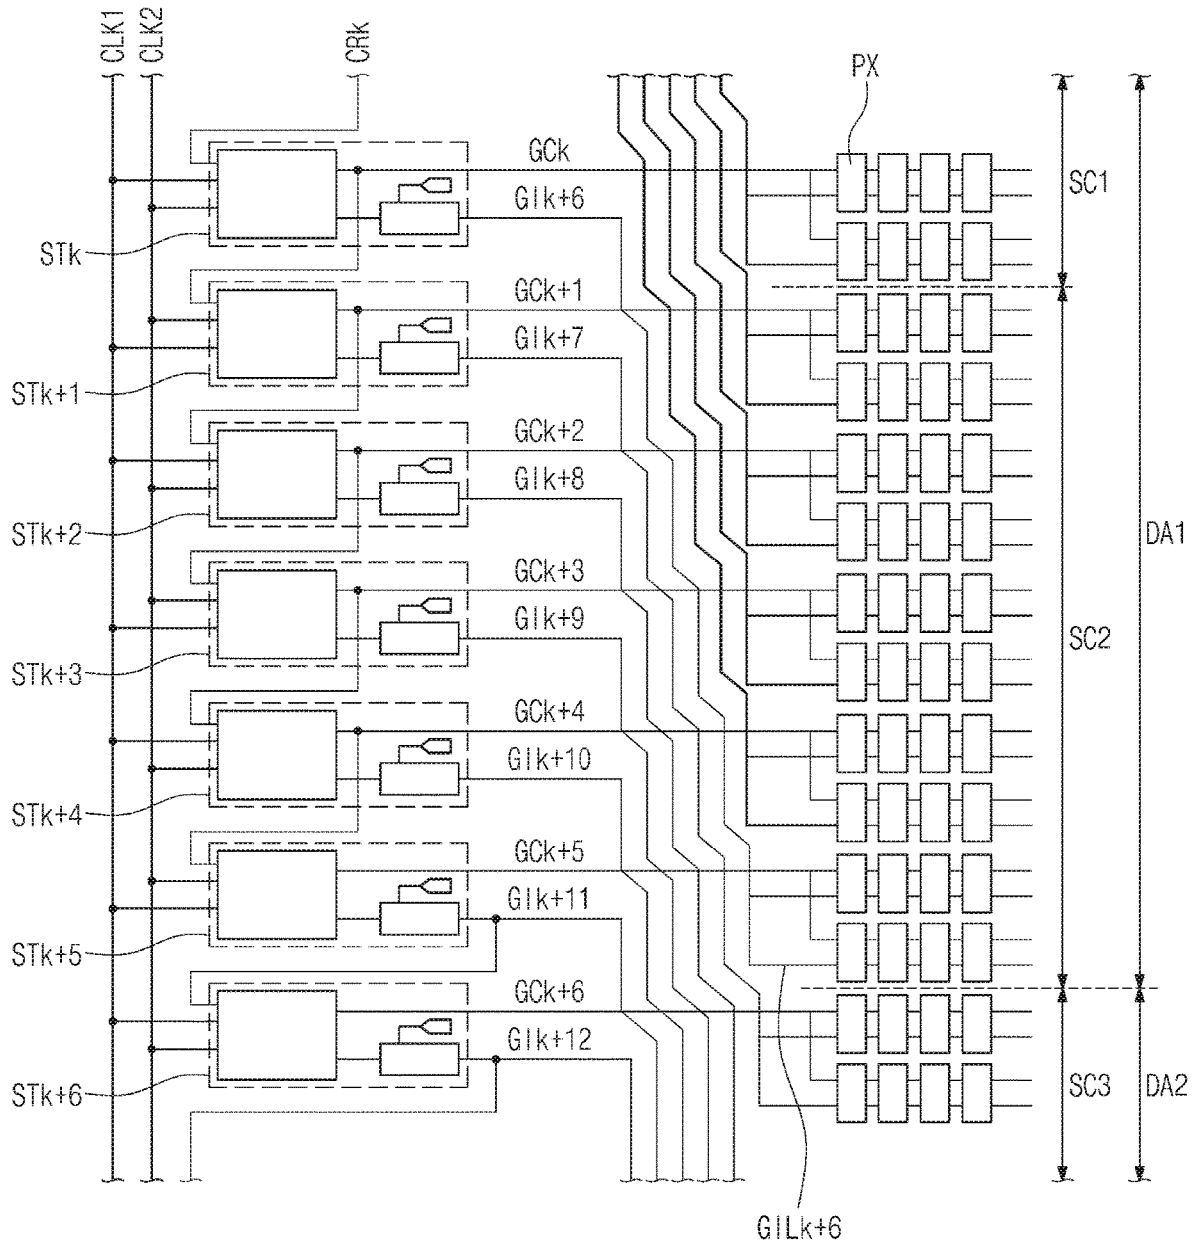 CLK1
CLK2
CRk
PX
GCk
GIk+6
STk
SC1
GCk+1
GIk+7
STk+1
GCk+2
GIk+8
STk+2
DA1
GCk+3
GIk+9
STk+3
SC2
GCk+4
GIk+10
STk+4
GCk+5
GIk+11
STk+5
GCk+6
GIk+12
STk+6
SC3
DA2
GILk+6